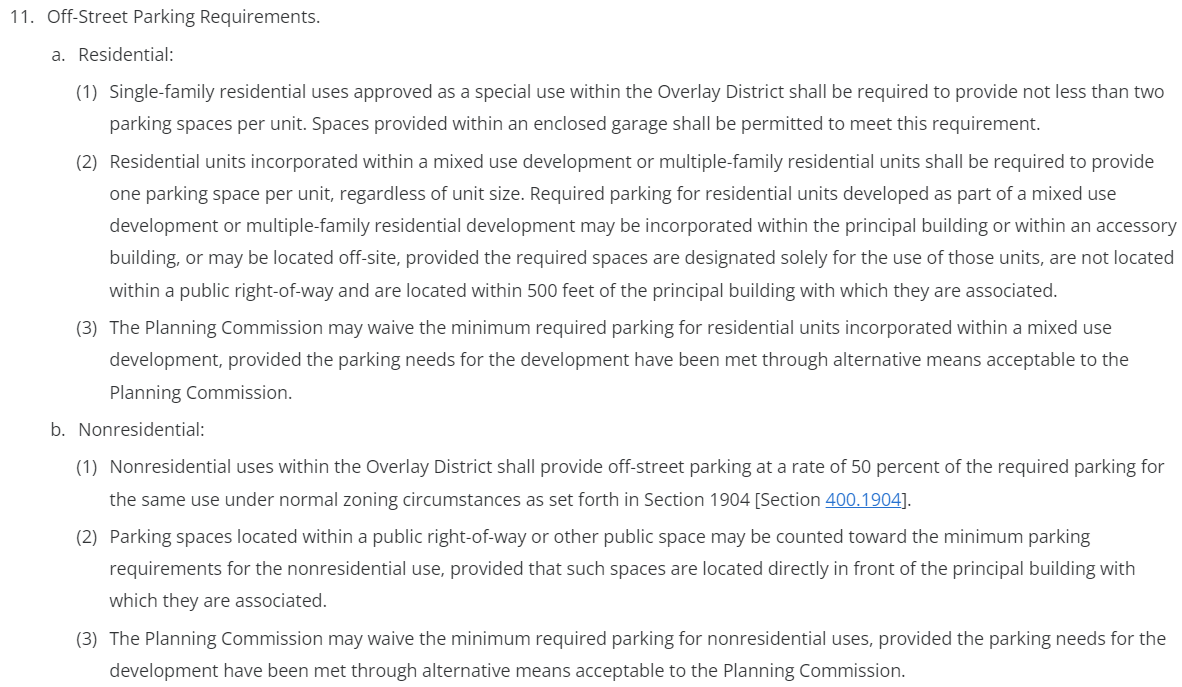 11. Off-Street Parking Requirements.
a. Residential:
(1) Single-family residential uses approved as a special use within the Overlay District shall be required to provide not less than two
parking spaces per unit. Spaces provided within an enclosed garage shall be permitted to meet this requirement.
(2) Residential units incorporated within a mixed use development or multiple-family residential units shall be required to provide
one parking space per unit, regardless of unit size. Required parking for residential units developed as part of a mixed use
development or multiple-family residential development may be incorporated within the principal building or within an accessory
building, or may be located off-site, provided the required spaces are designated solely for the use of those units, are not located
within a public right-of-way and are located within 500 feet of the principal building with which they are associated.
(3) The Planning Commission may waive the minimum required parking for residential units incorporated within a mixed use
development, provided the parking needs for the development have been met through alternative means acceptable to the
Planning Commission.
b. Nonresidential:
(1) Nonresidential uses within the Overlay District shall provide off-street parking at a rate of 50 percent of the required parking for
the same use under normal zoning circumstances as set forth in Section 1904 [Section 400.1904].
(2) Parking spaces located within a public right-of-way or other public space may be counted toward the minimum parking
requirements for the nonresidential use, provided that such spaces are located directly in front of the principal building with
which they are associated.
(3) The Planning Commission may waive the minimum required parking for nonresidential uses, provided the parking needs for the
development have been met through alternative means acceptable to the Planning Commission.